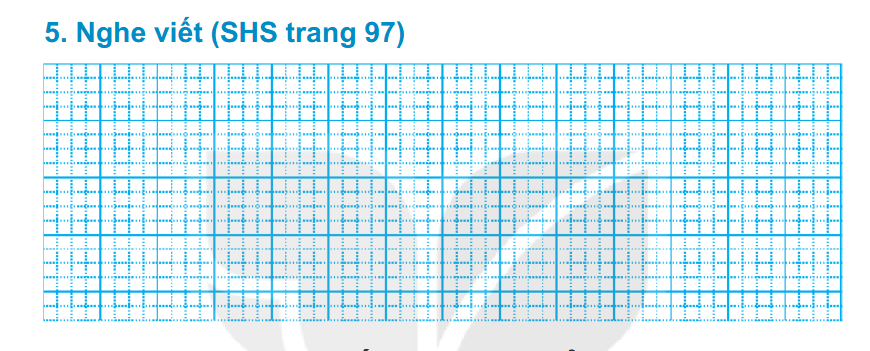 5. Nghe viết (SHS trang 97)